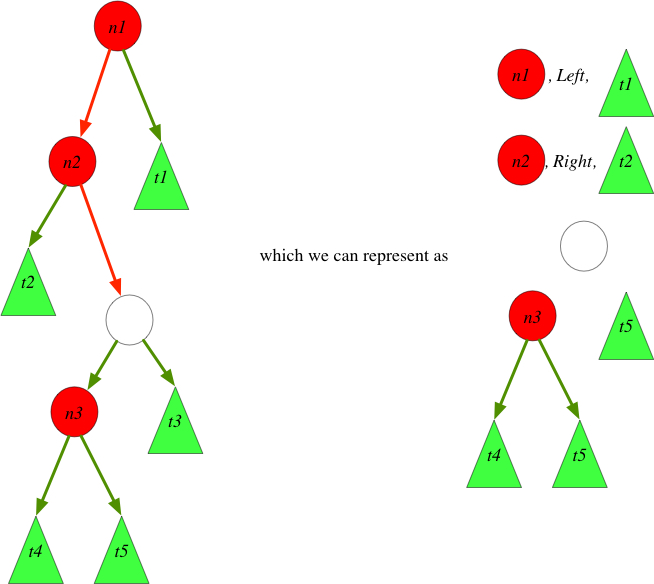 n1
n2
t1
t2
n3
t3
t4
t5
which we can represent as
n1 , Left, t1
n2 , Right, t2
n3
t5
t4
t5